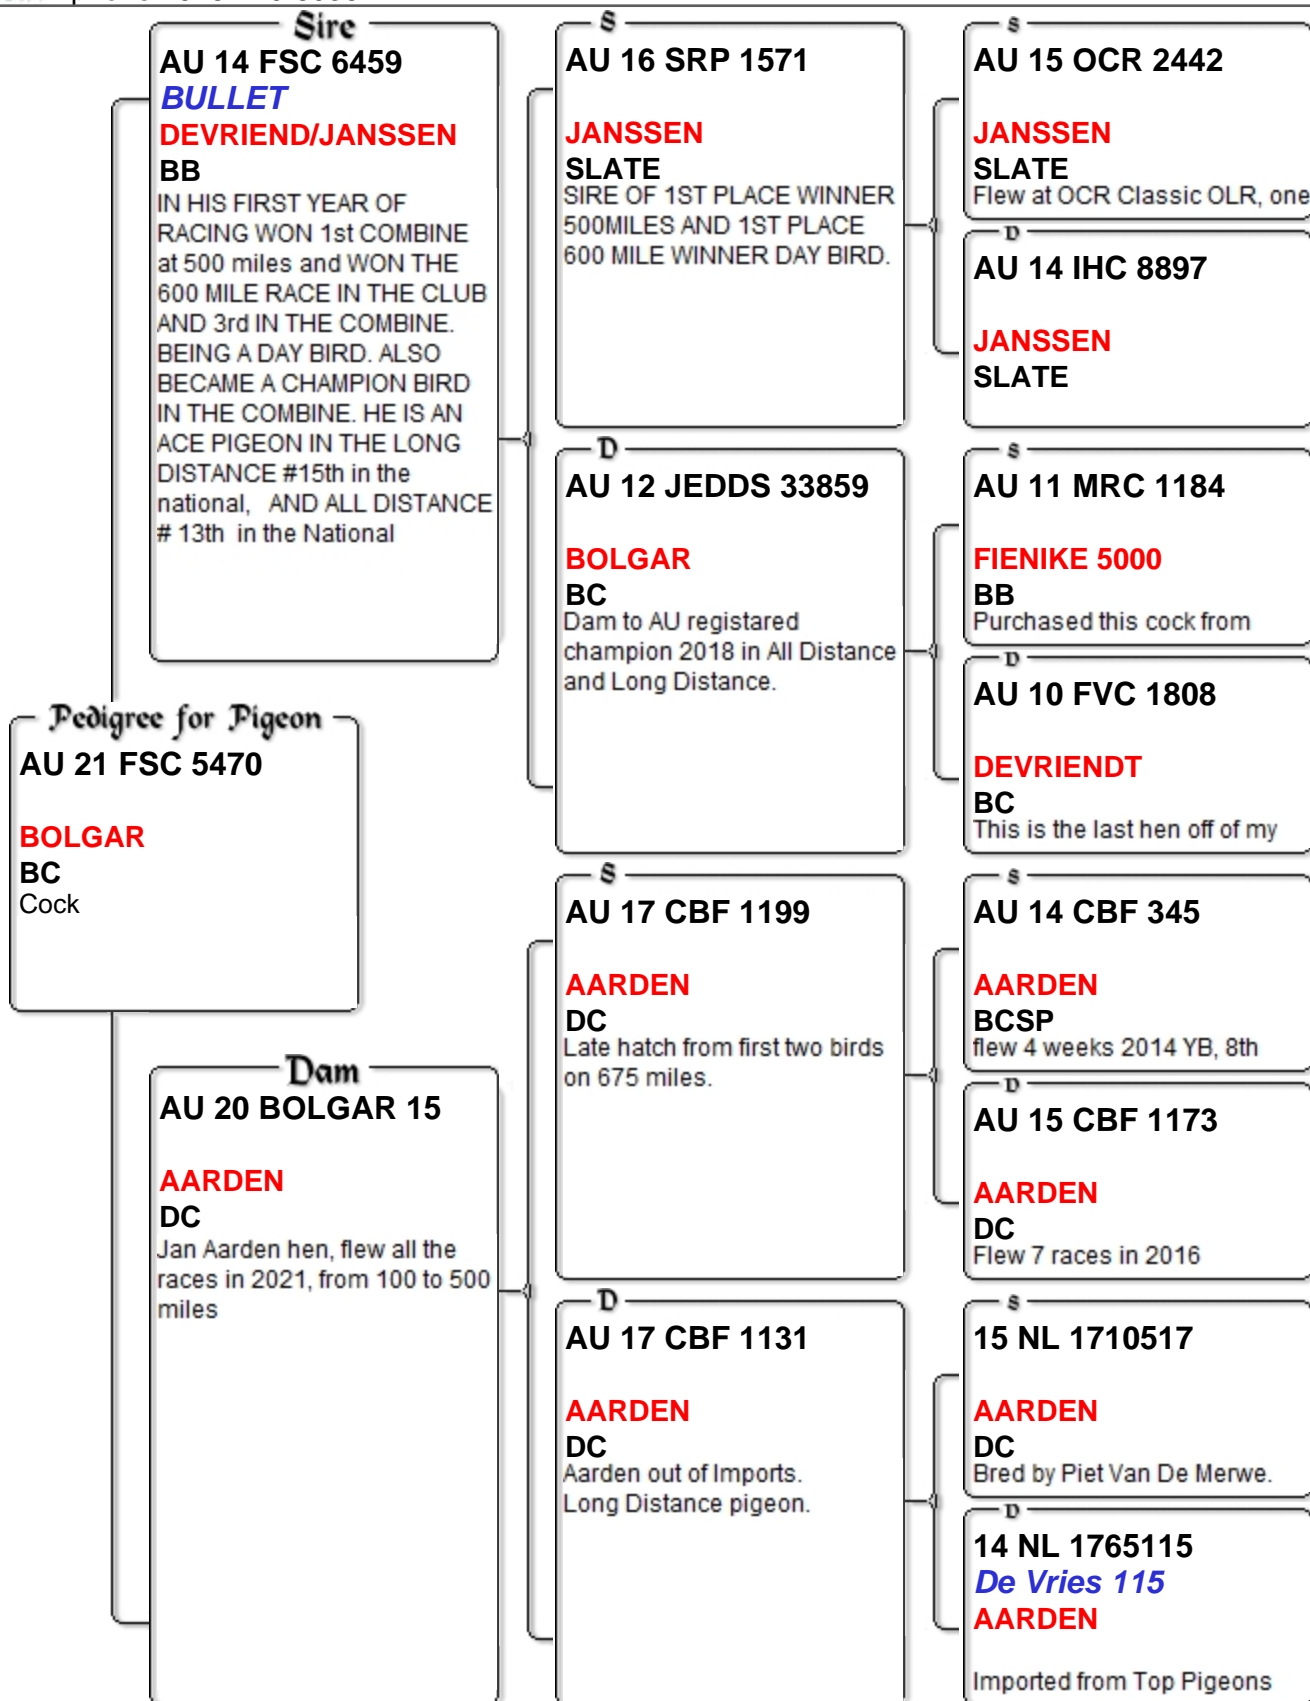 Sire
AU 14 FSC 6459
BULLET
DEVRIEND/JANSSEN
BB
IN HIS FIRST YEAR OF
RACING WON 1st COMBINE
at 500 miles and WON THE
600 MILE RACE IN THE CLUB
AND 3rd IN THE COMBINE.
BEING A DAY BIRD. ALSO
BECAME A CHAMPION BIRD
IN THE COMBINE. HE IS AN
ACE PIGEON IN THE LONG
DISTANCE #15th in the
national, AND ALL DISTANCE
# 13th in the National
Pedigree for Pigeon
AU 21 FSC 5470
BOLGAR
BC
Cock
Dam
AU 20 BOLGAR 15
AARDEN
DC
Jan Aarden hen, flew all the
races in 2021, from 100 to 500
miles
S
AU 16 SRP 1571
JANSSEN
SLATE
SIRE OF 1ST PLACE WINNER
500MILES AND 1ST PLACE
600 MILE WINNER DAY BIRD.
D
AU 12 JEDDS 33859
BOLGAR
BC
Dam to AU registared
champion 2018 in All Distance
and Long Distance.
S
AU 17 CBF 1199
AARDEN
DC
Late hatch from first two birds
on 675 miles.
D
AU 17 CBF 1131
AARDEN
DC
Aarden out of Imports.
Long Distance pigeon.
S
AU 15 OCR 2442
JANSSEN
SLATE
Flew at OCR Classic OLR, one
D
AU 14 IHC 8897
JANSSEN
SLATE
S
AU 11 MRC 1184
FIENIKE 5000
BB
Purchased this cock from
D
AU 10 FVC 1808
DEVRIENDT
BC
This is the last hen off of my
S
AU 14 CBF 345
AARDEN
BCSP
flew 4 weeks 2014 YB, 8th
D
AU 15 CBF 1173
AARDEN
DC
Flew 7 races in 2016
S
15 NL 1710517
AARDEN
DC
Bred by Piet Van De Merwe.
D
14 NL 1765115
De Vries 115
AARDEN
Imported from Top Pigeons